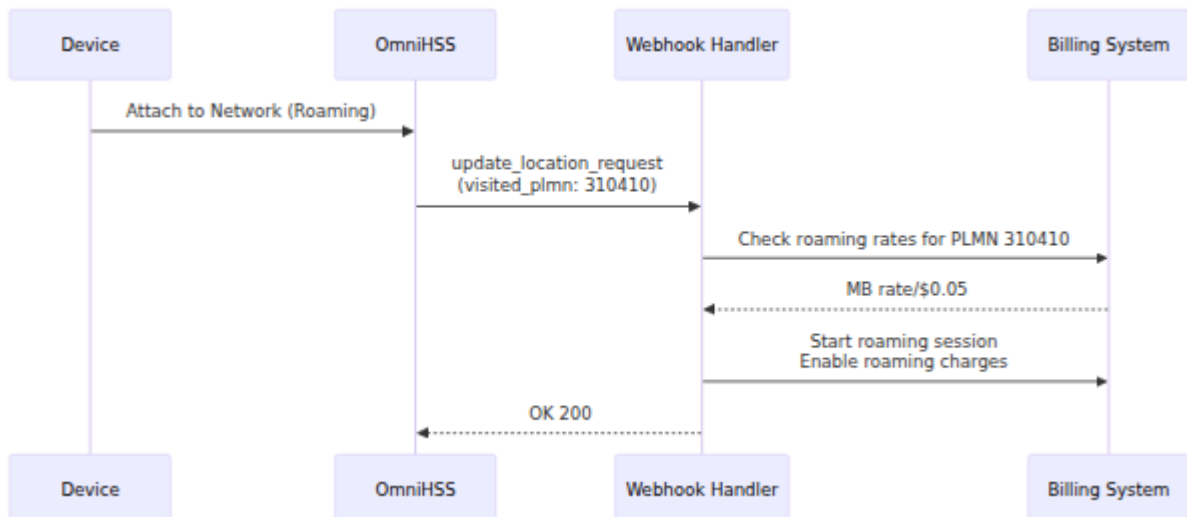 Device
OmniHSS
Webhook Handler
Billing System
Attach to Network (Roaming)
update_location_request
(visited_plmn: 310410)
Check roaming rates for PLMN 310410
MB rate/$0.05
Start roaming session
Enable roaming charges
OK 200
Device
OmniHSS
Webhook Handler
Billing System